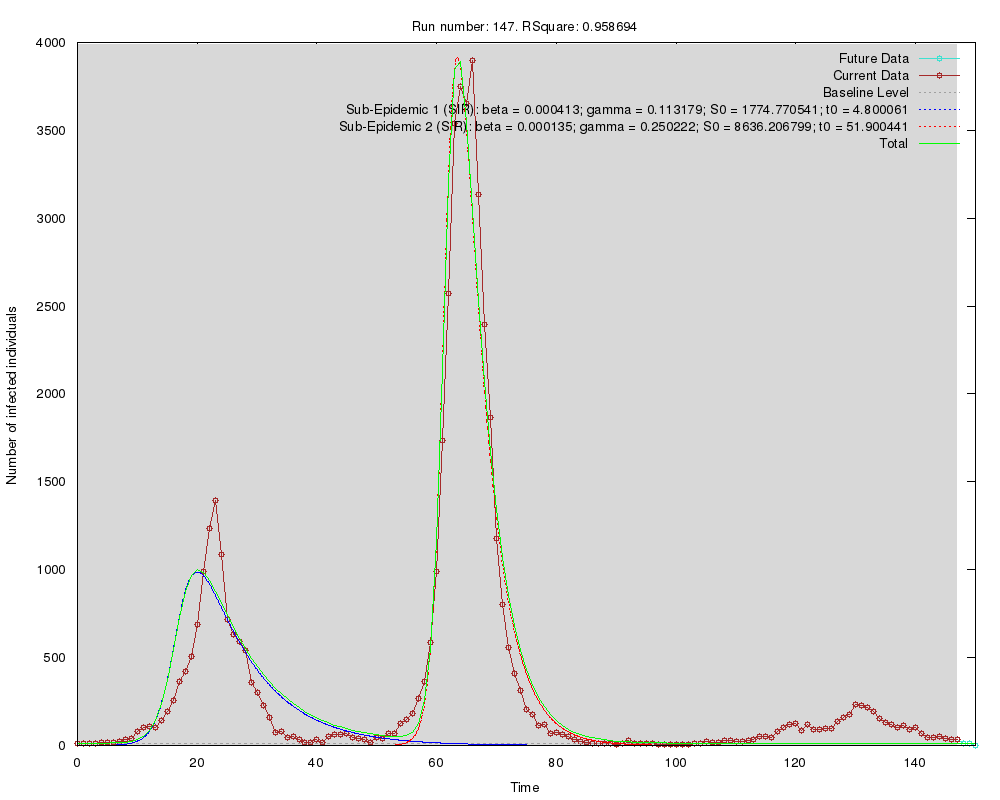 Run number: 147. RSquare: 0.958694
Future Data
Current Data
Baseline Level
Sub-Epidemic 1 (SIR): beta = 0.000413; gamma = 0.113179; S0 = 1774.770541; t0 = 4.800061
Sub-Epidemic 2 (SIR): beta = 0.000135; gamma = 0.250222; S0 = 8636.206799; t0 = 51.900441
Total
Number of infected individuals
4000
3500
3000
2500
2000
1500
1000
500
0
0 20 40 60 80 100 120 140
Time